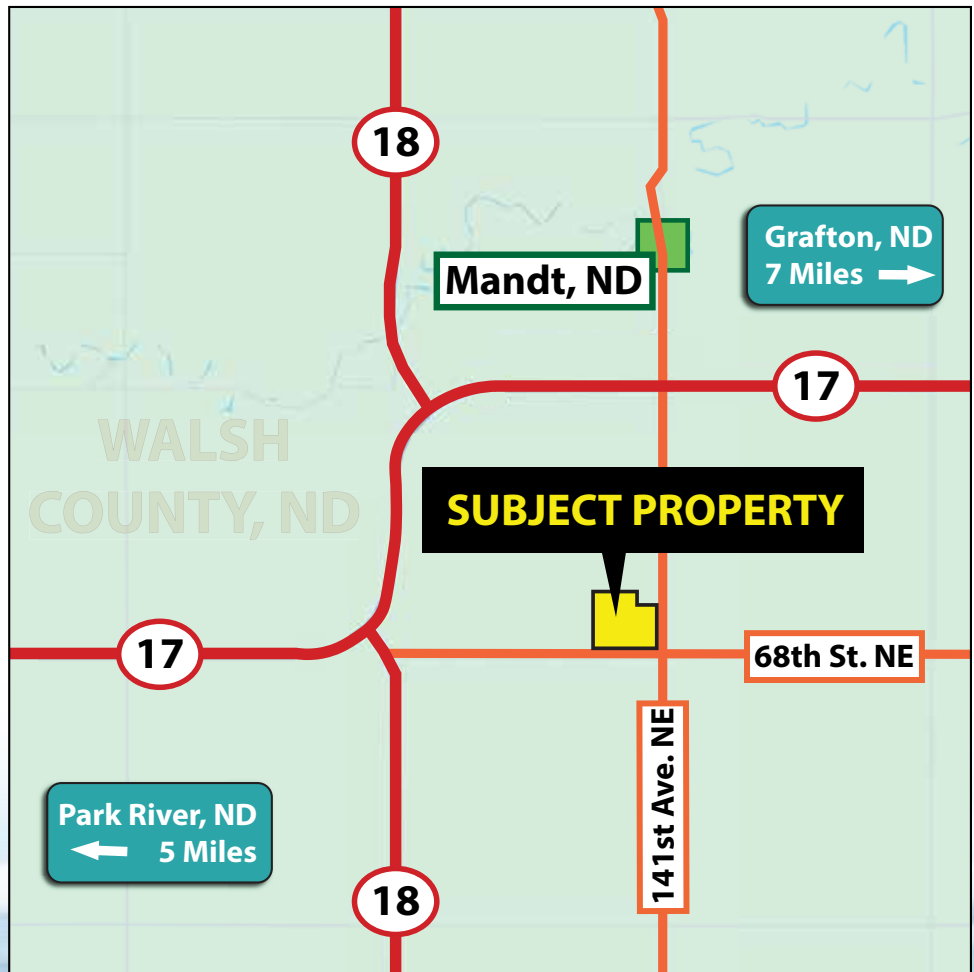 18
Grafton, ND
7 Miles
Mandt, ND
17
WALSH
COUNTY, ND
SUBJECT PROPERTY
17
68th St. NE
141st Ave. NE
Park River, ND
5 Miles
18